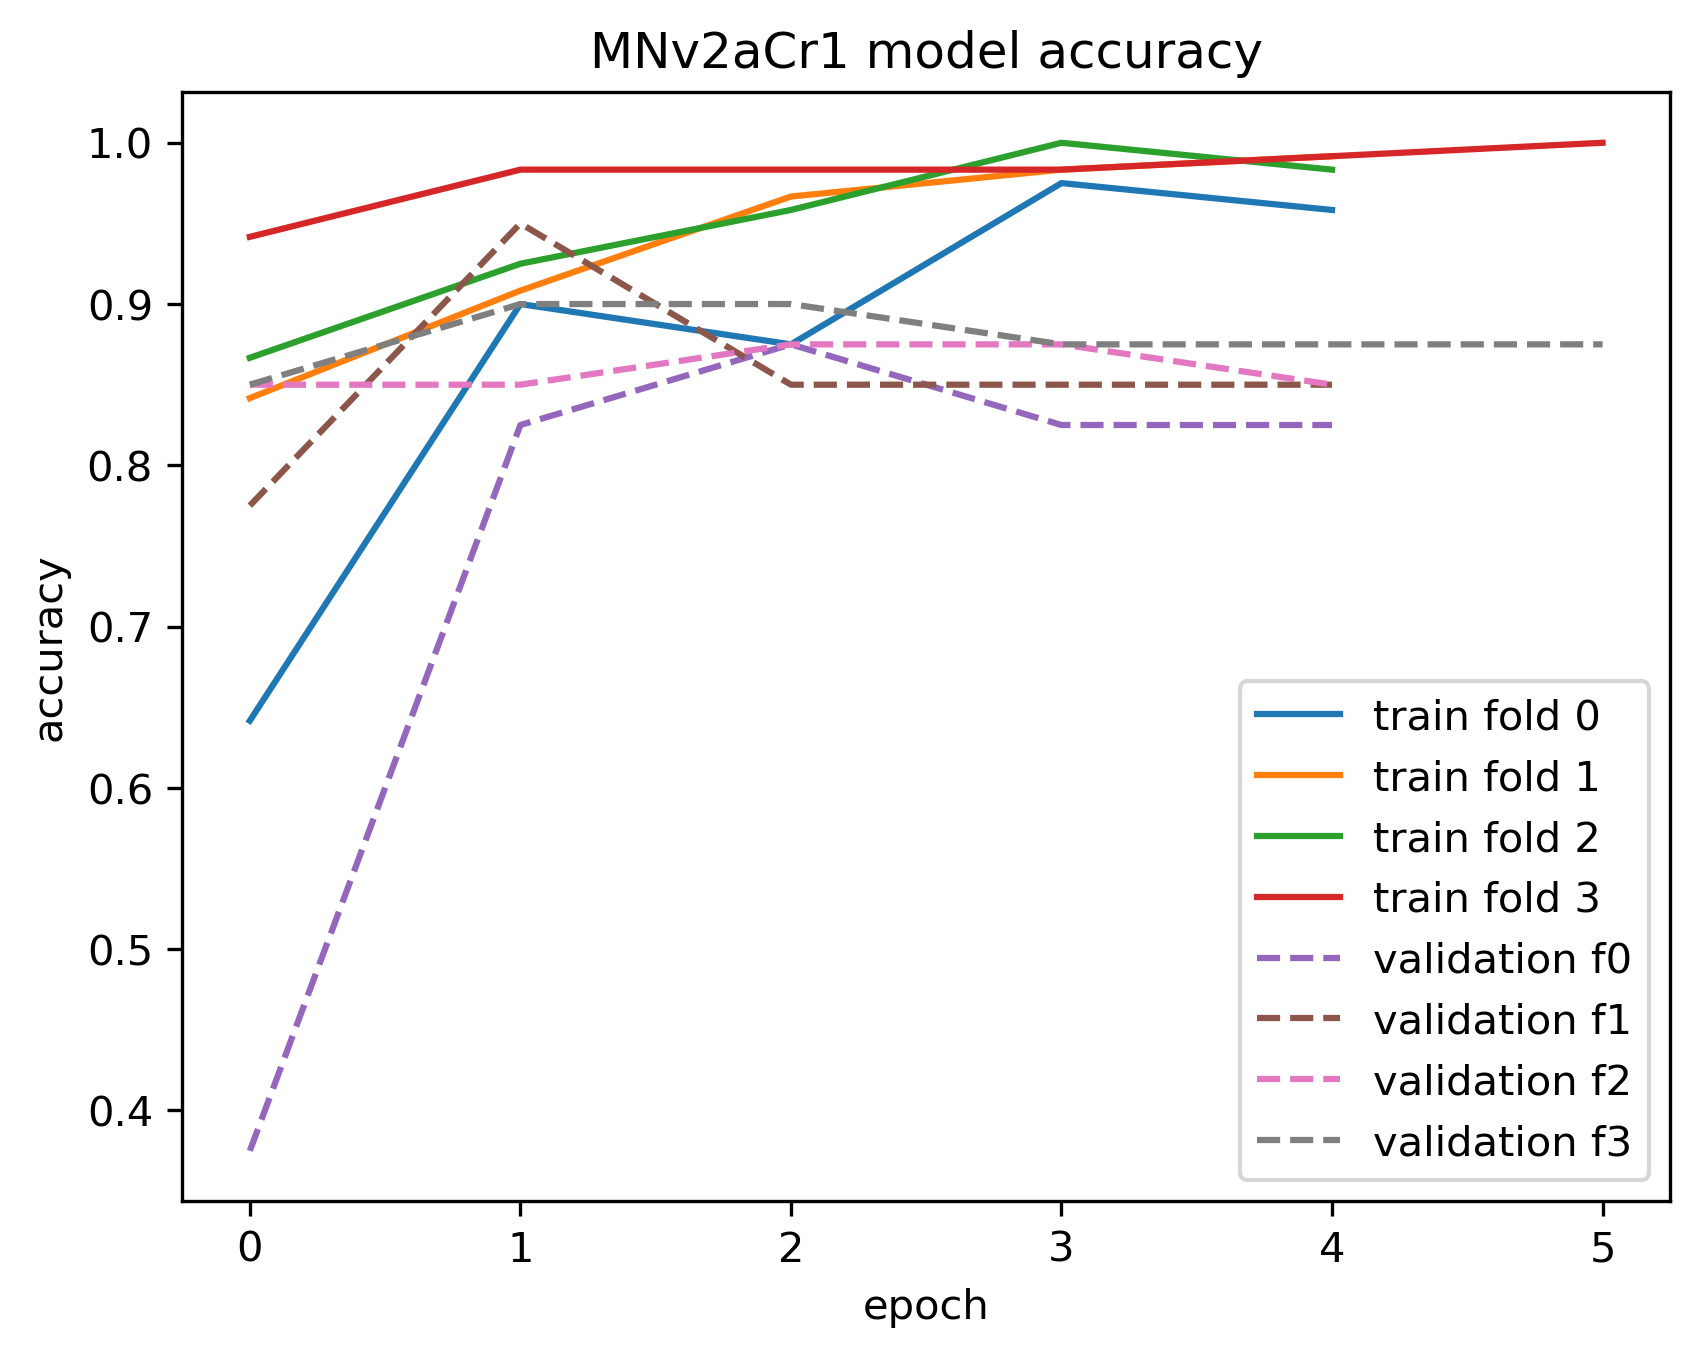 MNv2aCr1 model accuracy
1.0
0.9
0.8
0.7
0.6
0.5
0.4
accuracy
train fold 0
train fold 1
train fold 2
train fold 3
validation f0
validation f1
validation f2
validation f3
0 1 2 3 4 5
epoch